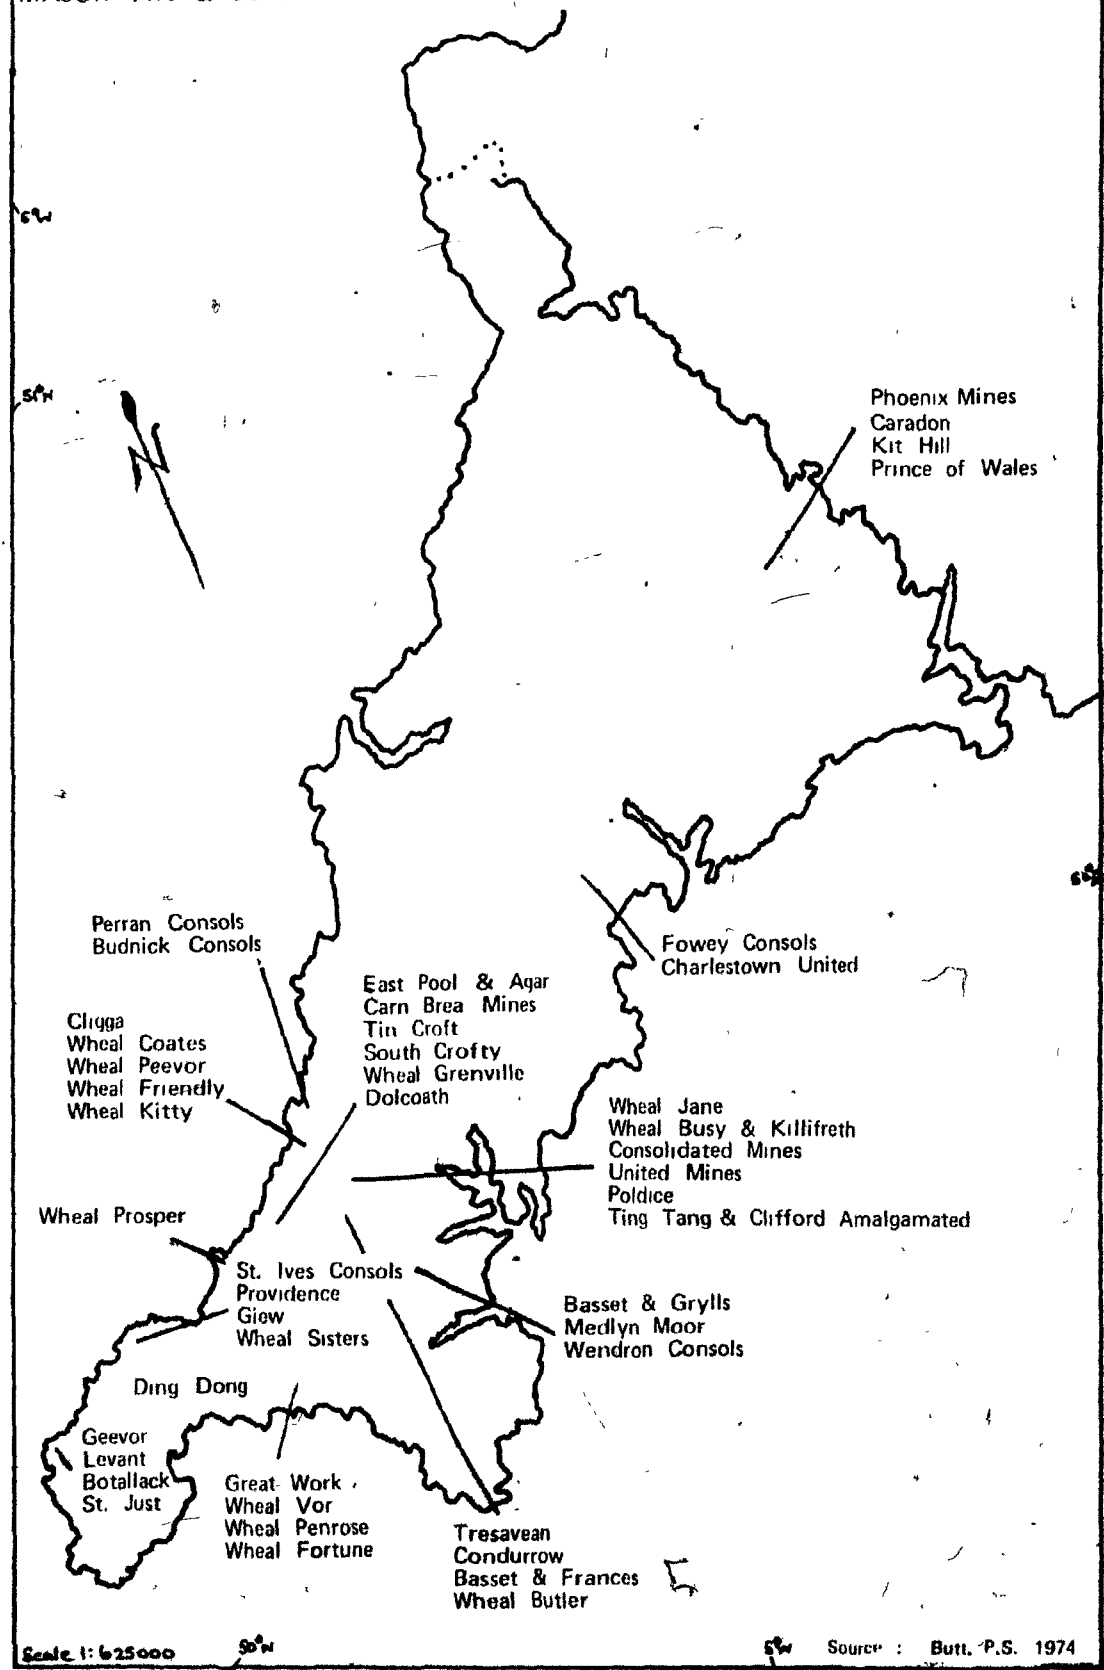 6°W
51°N
N
Phoenix Mines
Caradon
Kit Hill
Prince of Wales
Perran Consols
Budnick Consols
Fowey Consols
Charlestown United
East Pool & Agar
Carn Brea Mines
Tin Croft
South Crofty
Wheal Grenville
Dolcoath
Cligga
Wheal Coates
Wheal Peevor
Wheal Friendly
Wheal Kitty
Wheal Jane
Wheal Busy & Killifreth
Consolidated Mines
United Mines
Poldice
Ting Tang & Clifford Amalgamated
Wheal Prosper
St. Ives Consols
Providence
Giew
Wheal Sisters
Basset & Grylls
Medlyn Moor
Wendron Consols
Ding Dong
Geevor
Levant
Botallack
St. Just
Great Work
Wheal Vor
Wheal Penrose
Wheal Fortune
Tresavean
Condurrow
Basset & Frances
Wheal Butler
Scale 1:625000
50°N
5°W
Source : Butt, P.S. 1974